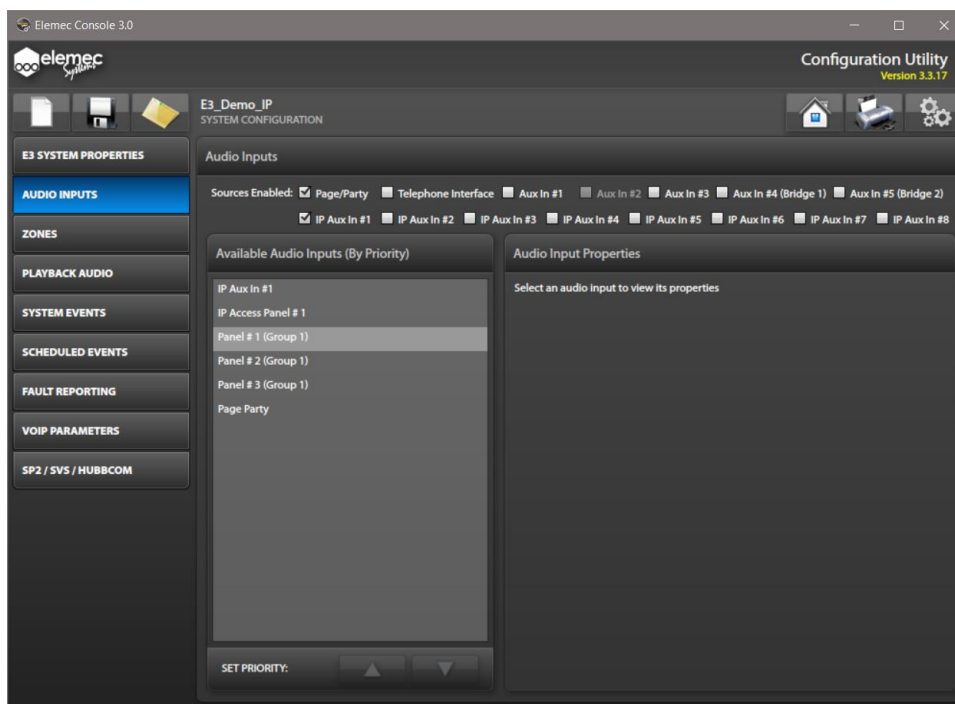 Elemec Console 3.0
elemec
Systems
Configuration Utility
Version 3.3.17
E3_Demo_IP
SYSTEM CONFIGURATION
E3 SYSTEM PROPERTIES
AUDIO INPUTS
ZONES
PLAYBACK AUDIO
SYSTEM EVENTS
SCHEDULED EVENTS
FAULT REPORTING
VOIP PARAMETERS
SP2 / SVS / HUBBCOM
Audio Inputs
Sources Enabled: Page/Party Telephone Interface Aux In #1 Aux In #2 Aux In #3 Aux In #4 (Bridge 1) Aux In #5 (Bridge 2)
IP Aux In #1 IP Aux In #2 IP Aux In #3 IP Aux In #4 IP Aux In #5 IP Aux In #6 IP Aux In #7 IP Aux In #8
Available Audio Inputs (By Priority)
IP Aux In #1
IP Access Panel # 1
Panel # 1 (Group 1)
Panel # 2 (Group 1)
Panel # 3 (Group 1)
Page Party
SET PRIORITY:
Audio Input Properties
Select an audio input to view its properties